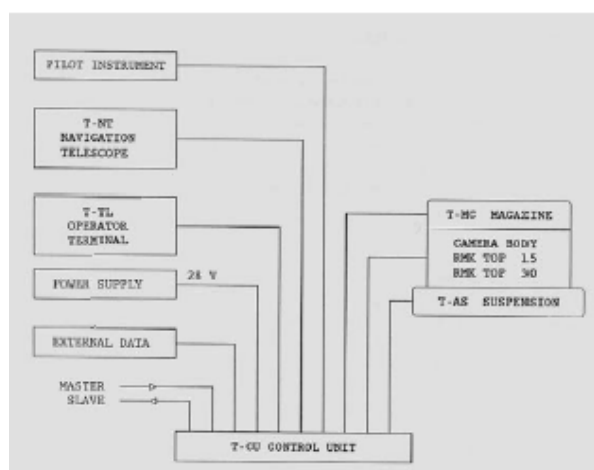 PILOT INSTRUMENT
T-NT
NAVIGATION
TELESCOPE
T-TL
OPERATOR
TERMINAL
POWER SUPPLY
28 V
EXTERNAL DATA
MASTER
SLAVE
T-MC MAGAZINE
CAMERA BODY
RMK TOP 15
RMK TOP 30
T-AS SUSPENSION
T-CU CONTROL UNIT